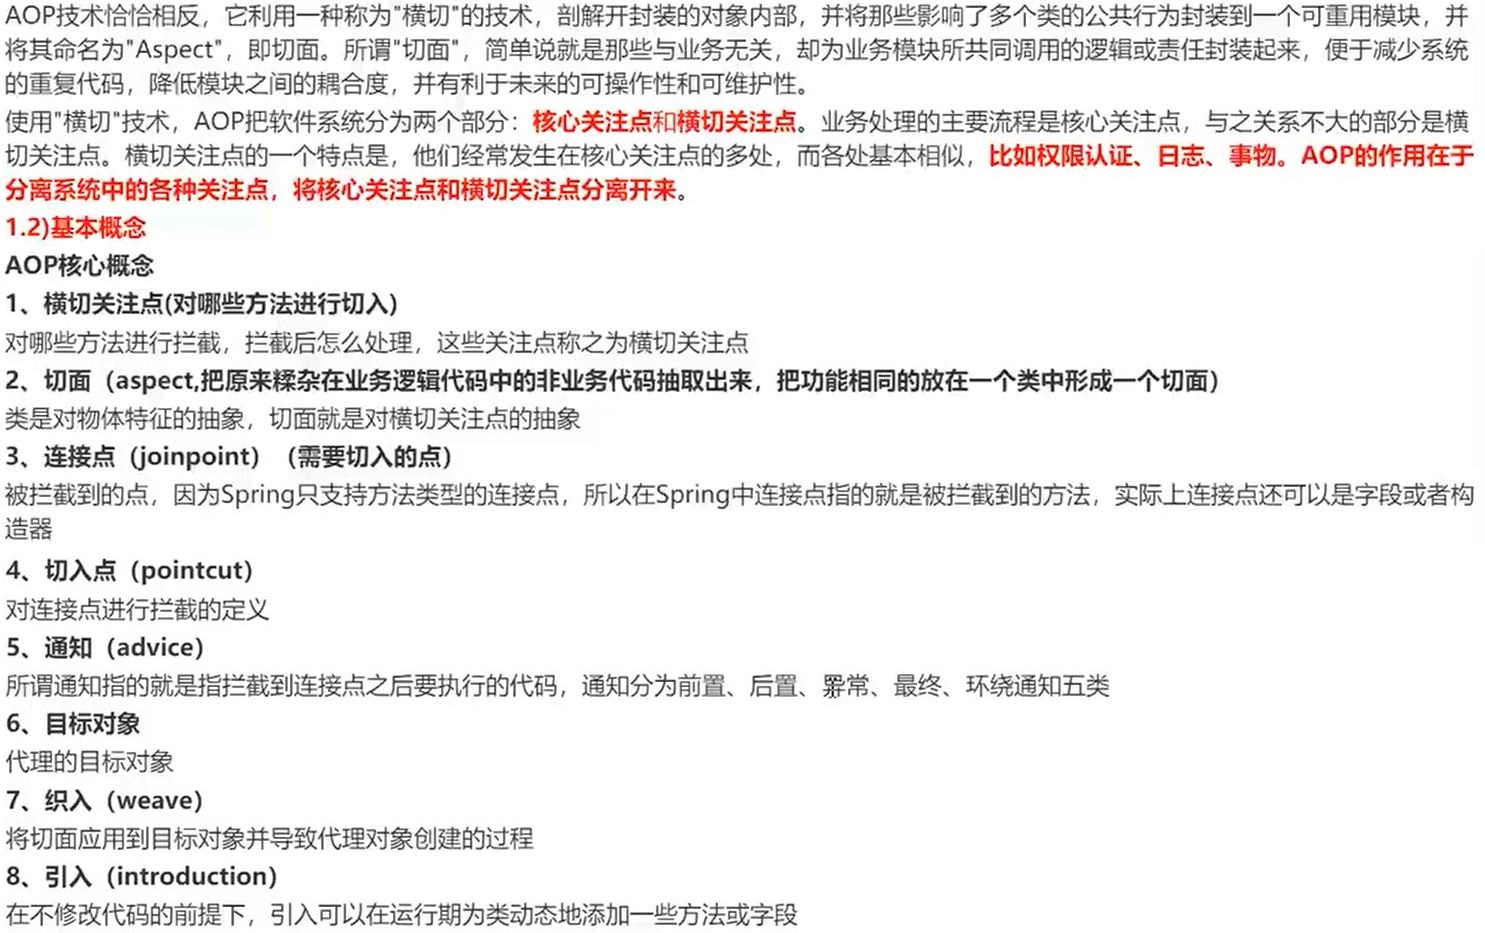 AOP技术恰恰相反，它利用一种称为"横切"的技术，剖解开封装的对象内部，并将那些影响了多个类的公共行为封装到一个可重用模块，并
将其命名为"Aspect"，即切面。所谓"切面"，简单说就是那些与业务无关，却为业务模块所共同调用的逻辑或责任封装起来，便于减少系统
的重复代码，降低模块之间的耦合度，并有利于未来的可操作性和可维护性。
使用"横切"技术，AOP把软件系统分为两个部分：核心关注点和横切关注点。业务处理的主要流程是核心关注点，与之关系不大的部分是横
切关注点。横切关注点的一个特点是，他们经常发生在核心关注点的多处，而各处基本相似，比如权限认证、日志、事物。AOP的作用在于
分离系统中的各种关注点，将核心关注点和横切关注点分离开来。
1.2)基本概念
AOP核心概念
1、横切关注点(对哪些方法进行切入)
对哪些方法进行拦截，拦截后怎么处理，这些关注点称之为横切关注点
2、切面（aspect,把原来糅杂在业务逻辑代码中的非业务代码抽取出来，把功能相同的放在一个类中形成一个切面）
类是对物体特征的抽象，切面就是对横切关注点的抽象
3、连接点（joinpoint）（需要切入的点）
被拦截到的点，因为Spring只支持方法类型的连接点，所以在Spring中连接点指的就是被拦截到的方法，实际上连接点还可以是字段或者构
造器
4、切入点（pointcut）
对连接点进行拦截的定义
5、通知（advice）
所谓通知指的就是指拦截到连接点之后要执行的代码，通知分为前置、后置、异常、最终、环绕通知五类
6、目标对象
代理的目标对象
7、织入（weave）
将切面应用到目标对象并导致代理对象创建的过程
8、引入（introduction）
在不修改代码的前提下，引入可以在运行期为类动态地添加一些方法或字段